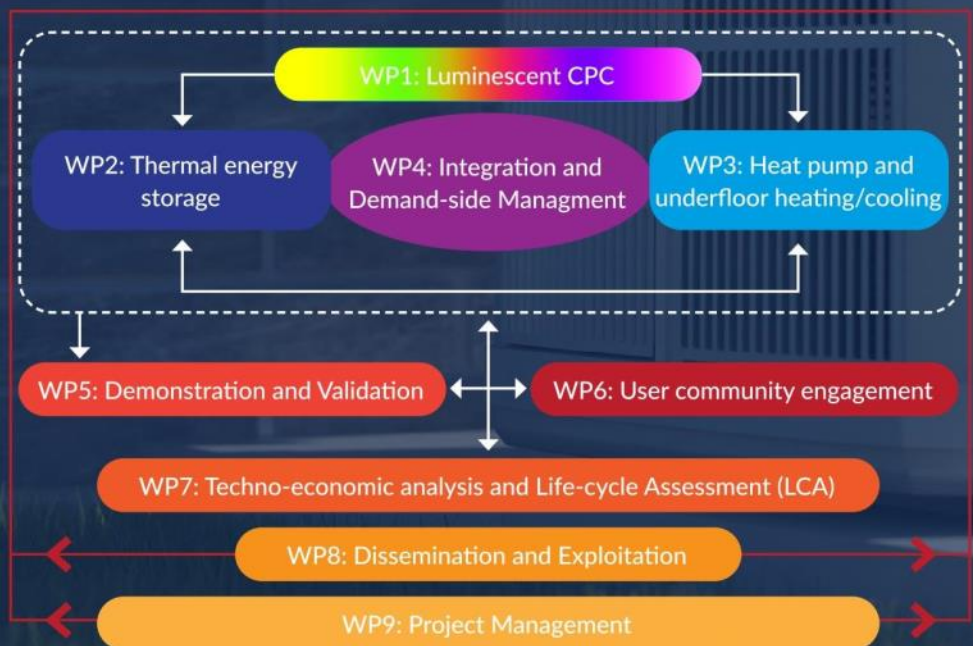 WP1: Luminescent CPC
WP2: Thermal energy
storage
WP4: Integration and
Demand-side Managment
WP3: Heat pump and
underfloor heating/cooling
WP5: Demonstration and Validation
WP6: User community engagement
WP7: Techno-economic analysis and Life-cycle Assessment (LCA)
WP8: Dissemination and Exploitation
WP9: Project Management